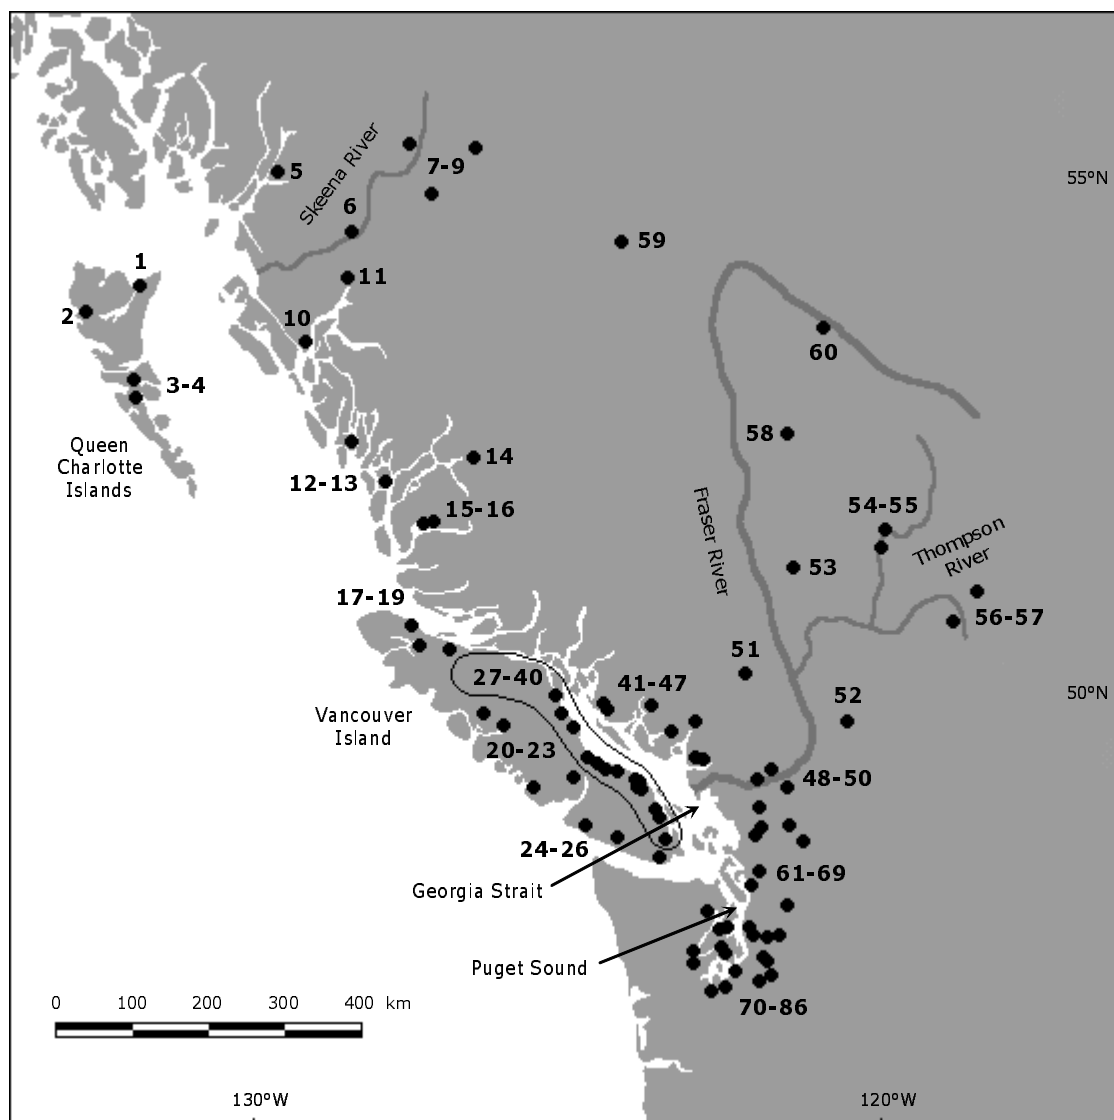 55°N
Skeena River
7-9
5
6
59
1
11
2
10
60
3-4
Queen
Charlotte
Islands
58
14
12-13
15-16
54-55
Fraser River
Thompson
River
53
17-19
56-57
51
27-40
41-47
50°N
52
Vancouver
Island
20-23
48-50
24-26
61-69
Georgia Strait
Puget Sound
0 100 200 300 400 km
70-86
130°W
120°W